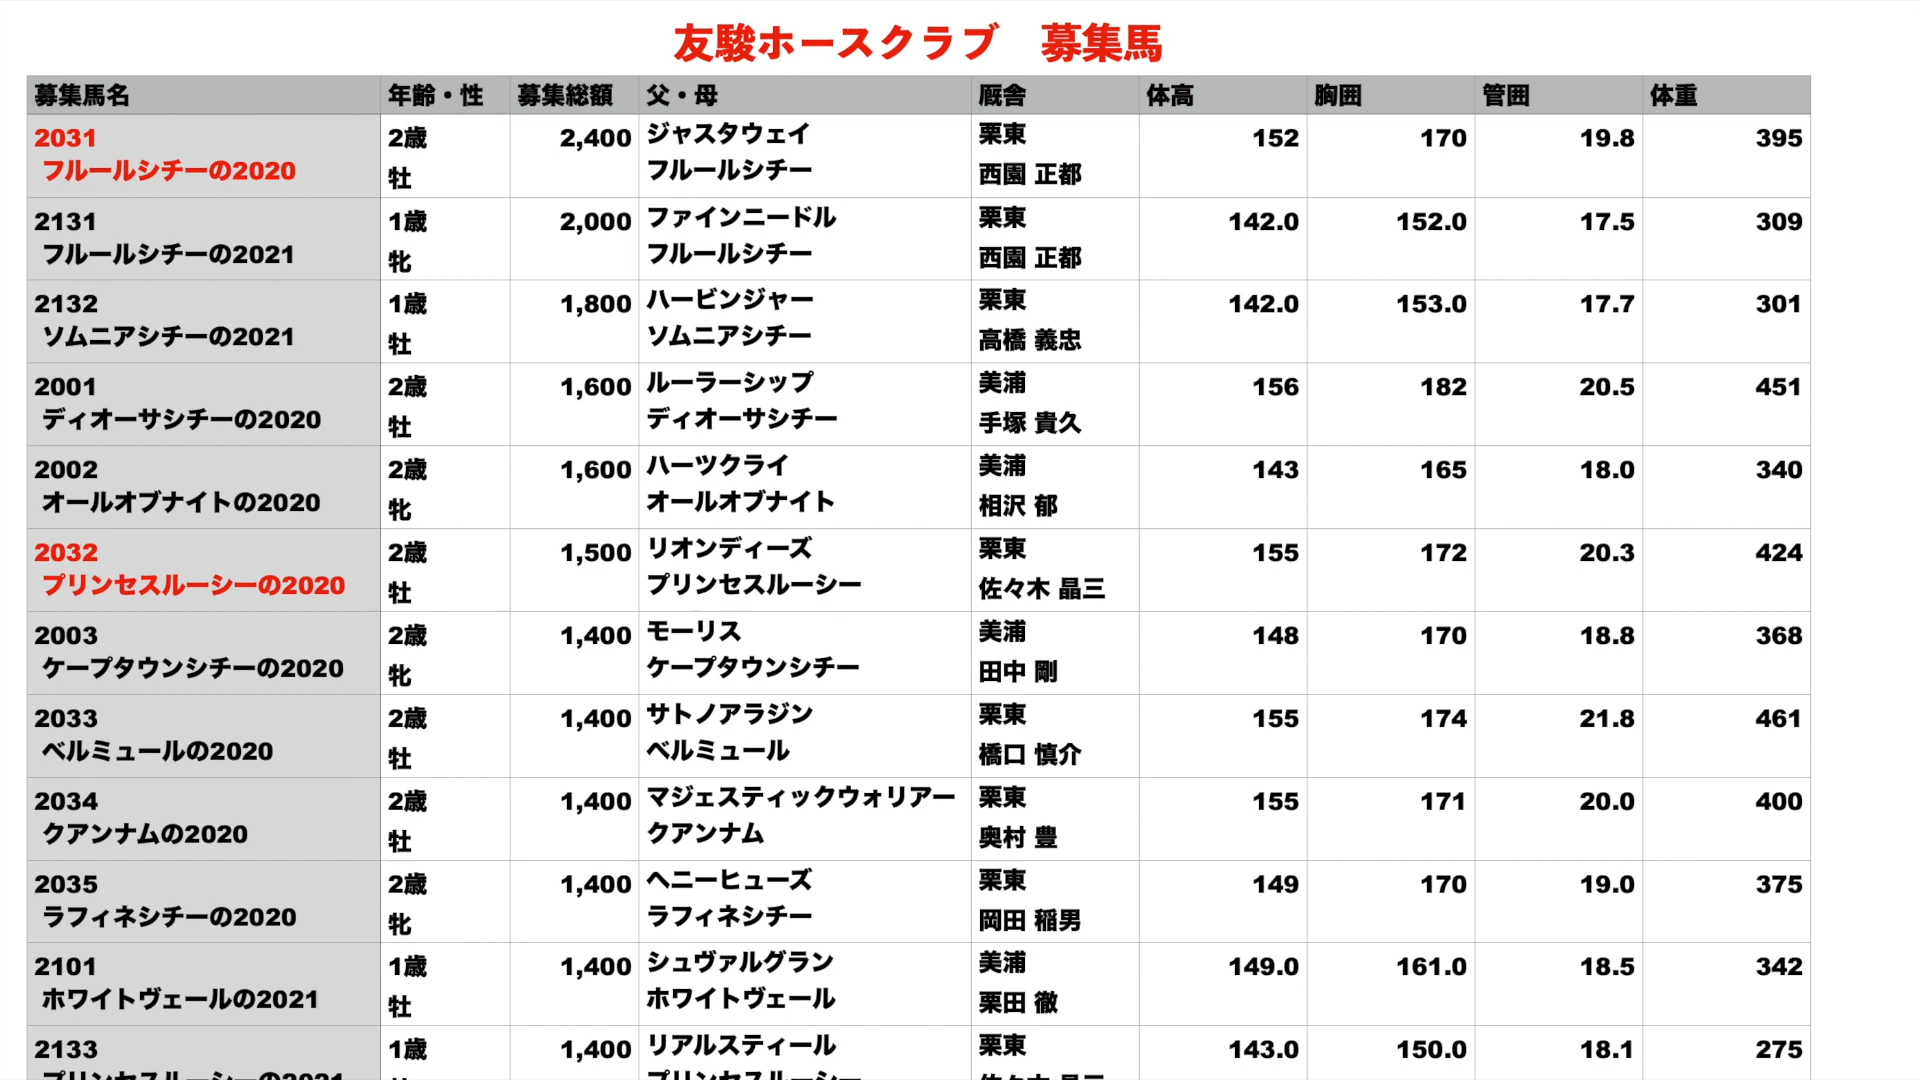 友駿ホースクラブ　募集馬
募集馬名 年齢・性 募集総額 父・母 厩舎 体高 胸囲 管囲 体重
2031 2歳 2,400 ジャスタウェイ 栗東 152 170 19.8 395
フルールシチーの2020 牡 フルールシチー 西園 正都
2131 1歳 2,000 ファインニードル 栗東 142.0 152.0 17.5 309
フルールシチーの2021 牝 フルールシチー 西園 正都
2132 1歳 1,800 ハービンジャー 栗東 142.0 153.0 17.7 301
ソムニアシチーの2021 牡 ソムニアシチー 高橋 義忠
2001 2歳 1,600 ルーラーシップ 美浦 156 182 20.5 451
ディオーサシチーの2020 牡 ディオーサシチー 手塚 貴久
2002 2歳 1,600 ハーツクライ 美浦 143 165 18.0 340
オールオブナイトの2020 牝 オールオブナイト 相沢 郁
2032 2歳 1,500 リオンディーズ 栗東 155 172 20.3 424
プリンセスルーシーの2020 牡 プリンセスルーシー 佐々木 晶三
2003 2歳 1,400 モーリス 美浦 148 170 18.8 368
ケープタウンシチーの2020 牝 ケープタウンシチー 田中 剛
2033 2歳 1,400 サトノアラジン 栗東 155 174 21.8 461
ベルミュールの2020 牡 ベルミュール 橋口 慎介
2034 2歳 1,400 マジェスティックウォリアー 栗東 155 171 20.0 400
クアンナムの2020 牡 クアンナム 奥村 豊
2035 2歳 1,400 ヘニーヒューズ 栗東 149 170 19.0 375
ラフィネシチーの2020 牝 ラフィネシチー 岡田 稲男
2101 1歳 1,400 シュヴァルグラン 美浦 149.0 161.0 18.5 342
ホワイトヴェールの2021 牡 ホワイトヴェール 栗田 徹
2133 1歳 1,400 リアルスティール 栗東 143.0 150.0 18.1 275
プリンセスルーシーの2021 プリンセスルーシー 佐々木 晶三